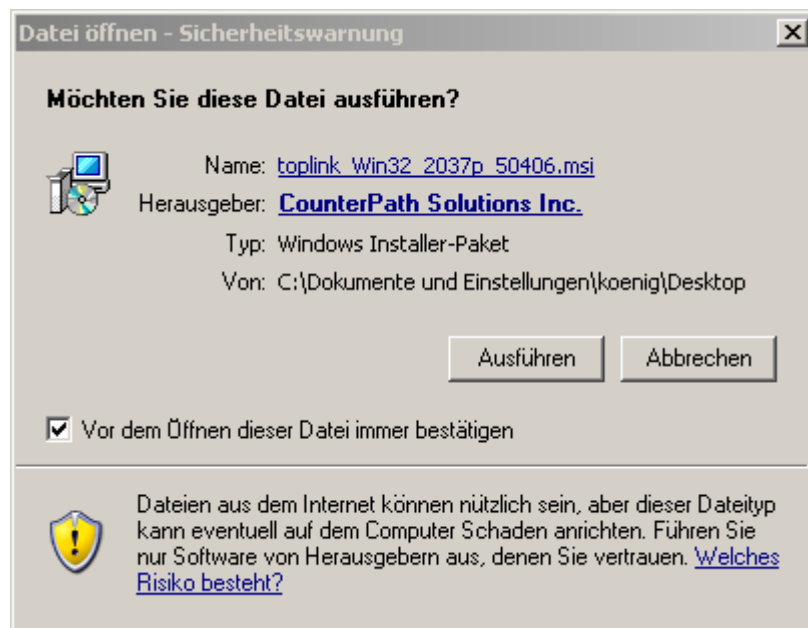 Datei öffnen - Sicherheitswarnung
Möchten Sie diese Datei ausführen?
Name: toplink_Win32_2037p_50406.msi
Herausgeber: CounterPath Solutions Inc.
Typ: Windows Installer-Paket
Von: C:\Dokumente und Einstellungen\koenig\Desktop
Ausführen Abbrechen
Vor dem Öffnen dieser Datei immer bestätigen
Dateien aus dem Internet können nützlich sein, aber dieser Dateityp
kann eventuell auf dem Computer Schaden anrichten. Führen Sie
nur Software von Herausgebern aus, denen Sie vertrauen. Welches
Risiko besteht?